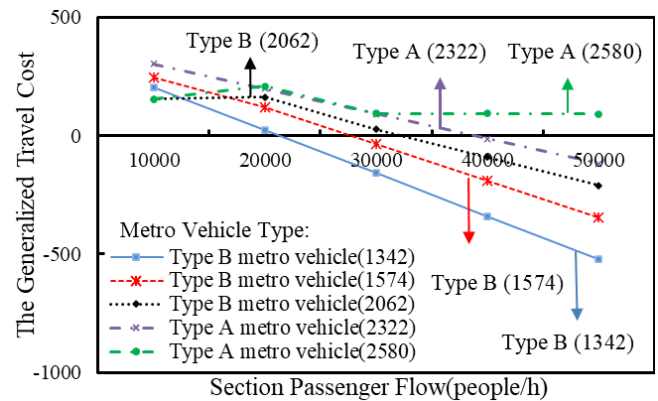 500
Type B (2062)
Type A (2322)
Type A (2580)
The Generalized Travel Cost
0
10000 20000 30000 40000 50000
Metro Vehicle Type:
Type B metro vehicle(1342)
Type B metro vehicle(1574)
Type B metro vehicle(2062)
Type A metro vehicle(2322)
Type A metro vehicle(2580)
-500
Type B (1574)
Type B (1342)
-1000
Section Passenger Flow(people/h)